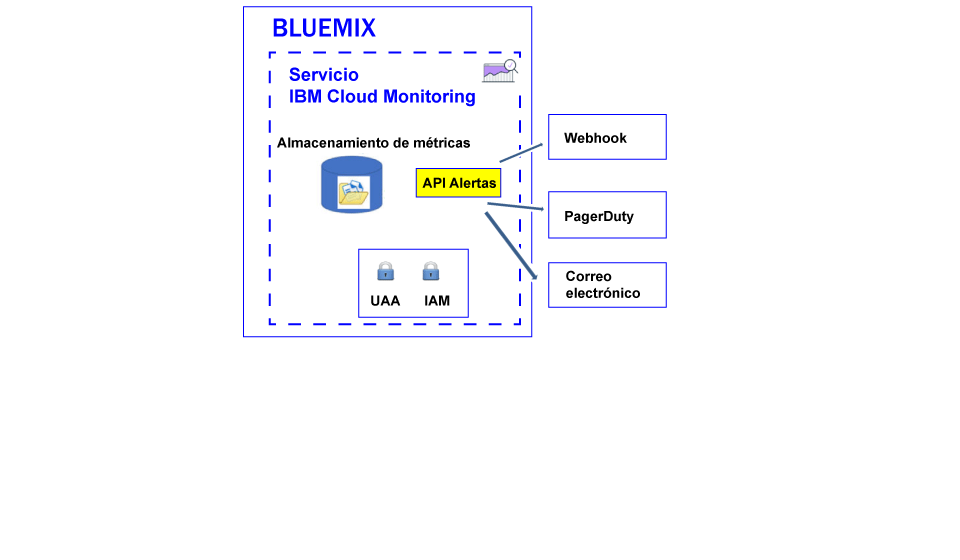 BLUEMIX
Servicio
IBM Cloud Monitoring
Almacenamiento de métricas
API Alertas
Webhook
PagerDuty
Correo
electrónico
UAA
IAM